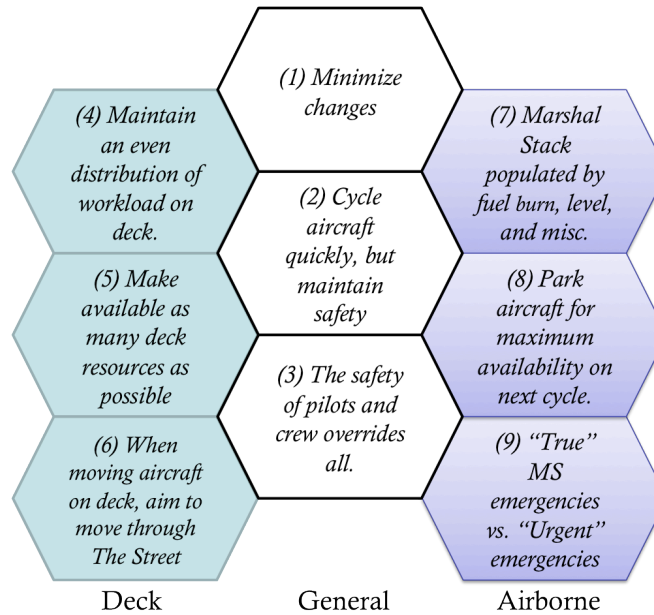 (1) Minimize
changes
(4) Maintain
an even
distribution of
workload on
deck.
(7) Marshal
Stack
populated by
fuel burn, level,
and misc.
(2) Cycle
aircraft
quickly, but
maintain
safety
(5) Make
available as
many deck
resources as
possible
(8) Park
aircraft for
maximum
availability on
next cycle.
(3) The safety
of pilots and
crew overrides
all.
(6) When
moving aircraft
on deck, aim to
move through
The Street
(9) “True”
MS
emergencies
vs. “Urgent”
emergencies
Deck
General
Airborne